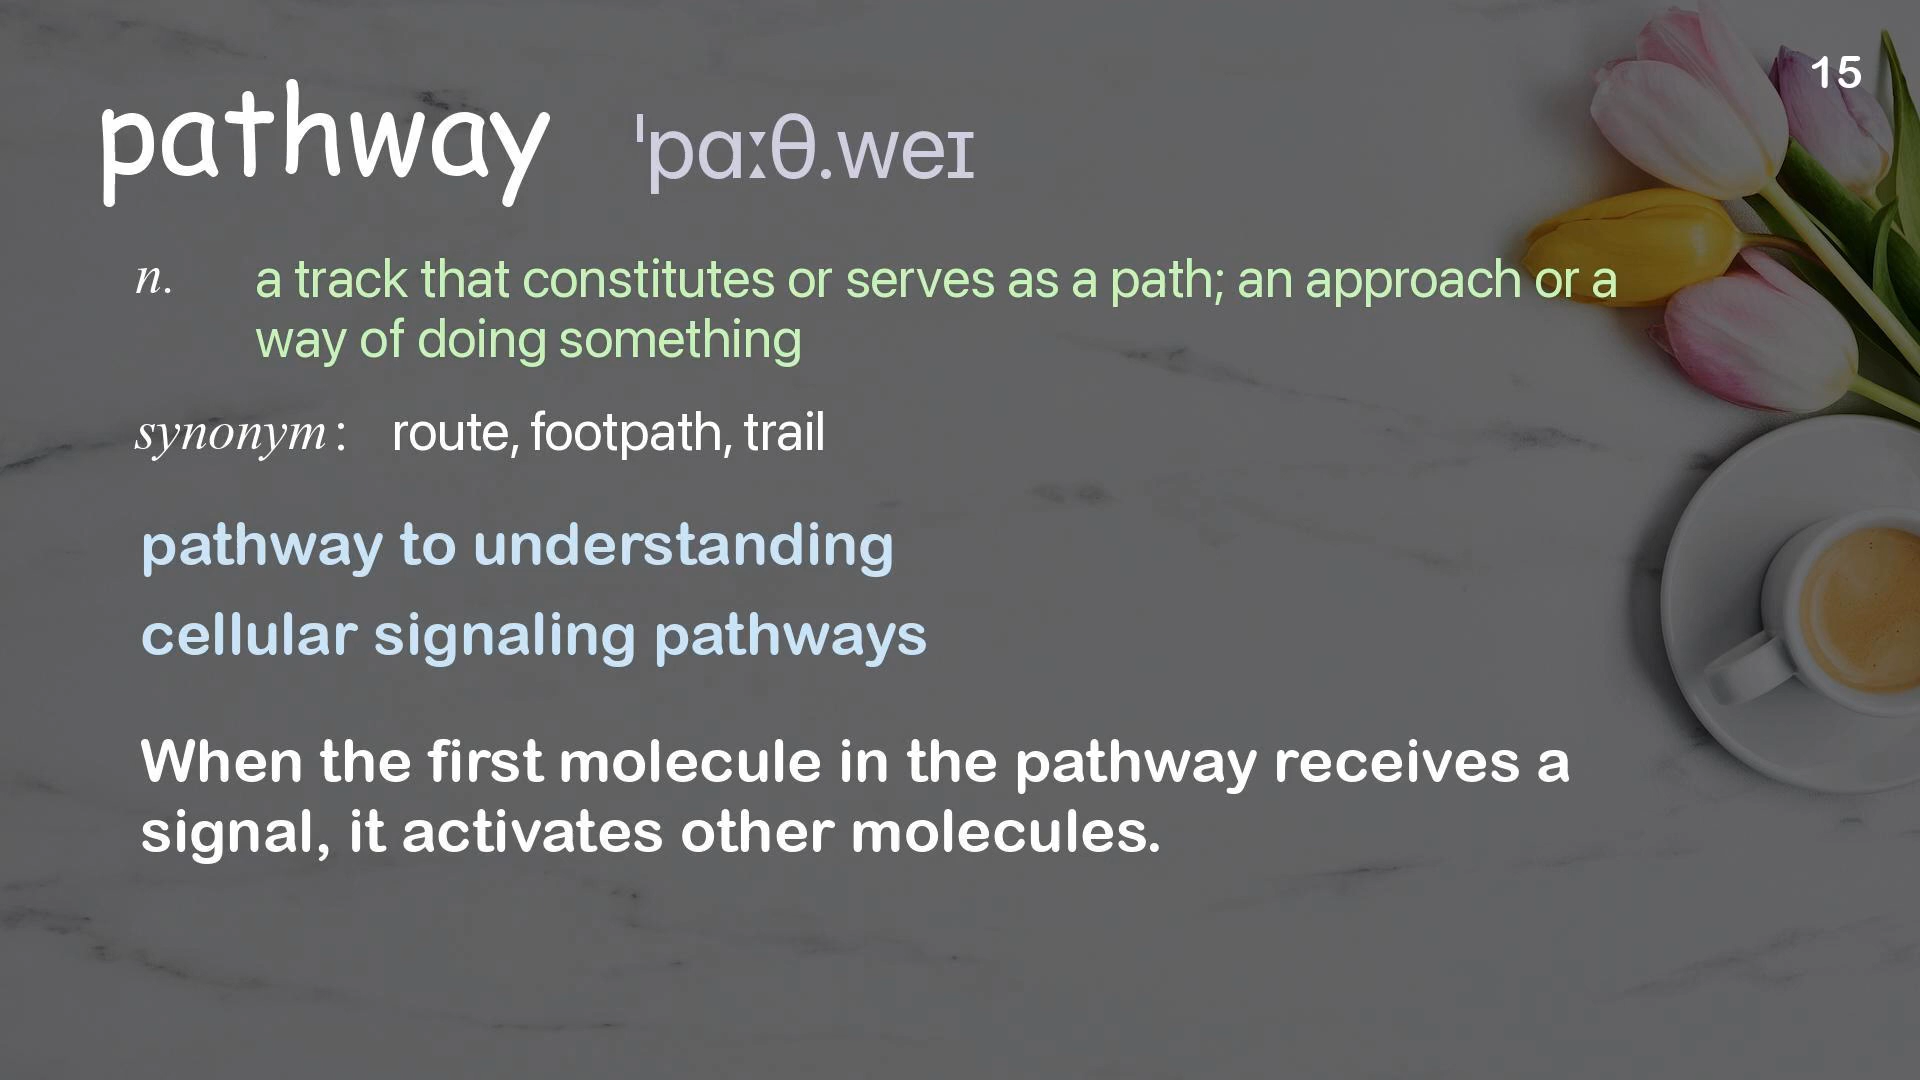 15
pathway ˈpɑːθ.weɪ
n. a track that constitutes or serves as a path; an approach or a
way of doing something
synonym: route, footpath, trail
pathway to understanding
cellular signaling pathways
When the first molecule in the pathway receives a
signal, it activates other molecules.